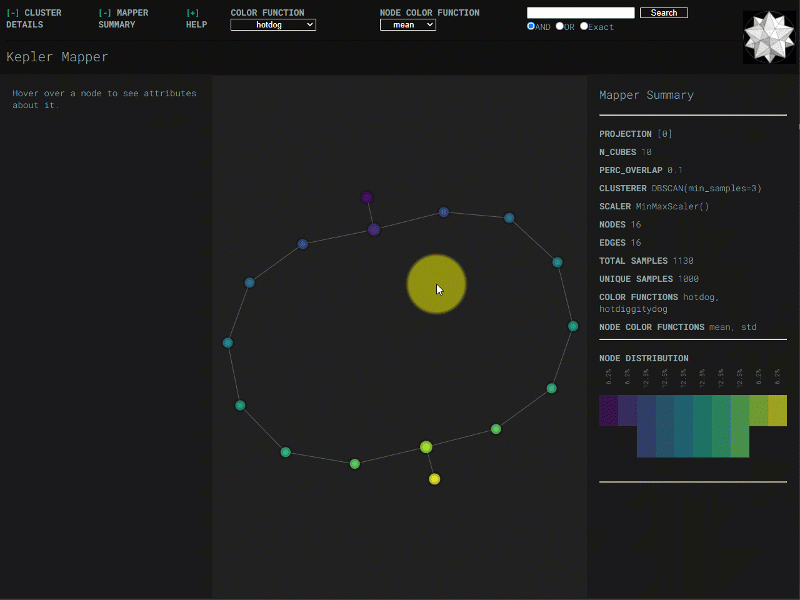 [-] CLUSTER DETAILS
[-] MAPPER SUMMARY
[+] HELP
COLOR FUNCTION
hotdog
NODE COLOR FUNCTION
mean
Search
AND OR Exact
Kepler Mapper
Hover over a node to see attributes
about it.
Mapper Summary
PROJECTION [0]
N_CUBES 10
PERC_OVERLAP 0.1
CLUSTERER DBSCAN(min_samples=3)
SCALER MinMaxScaler()
NODES 16
EDGES 16
TOTAL SAMPLES 1130
UNIQUE SAMPLES 1000
COLOR FUNCTIONS hotdog,
hotdiggitydog
NODE COLOR FUNCTIONS mean, std
NODE DISTRIBUTION
6.2% 6.2% 12.5% 12.5% 12.5% 12.5% 12.5% 12.5% 6.2% 6.2%